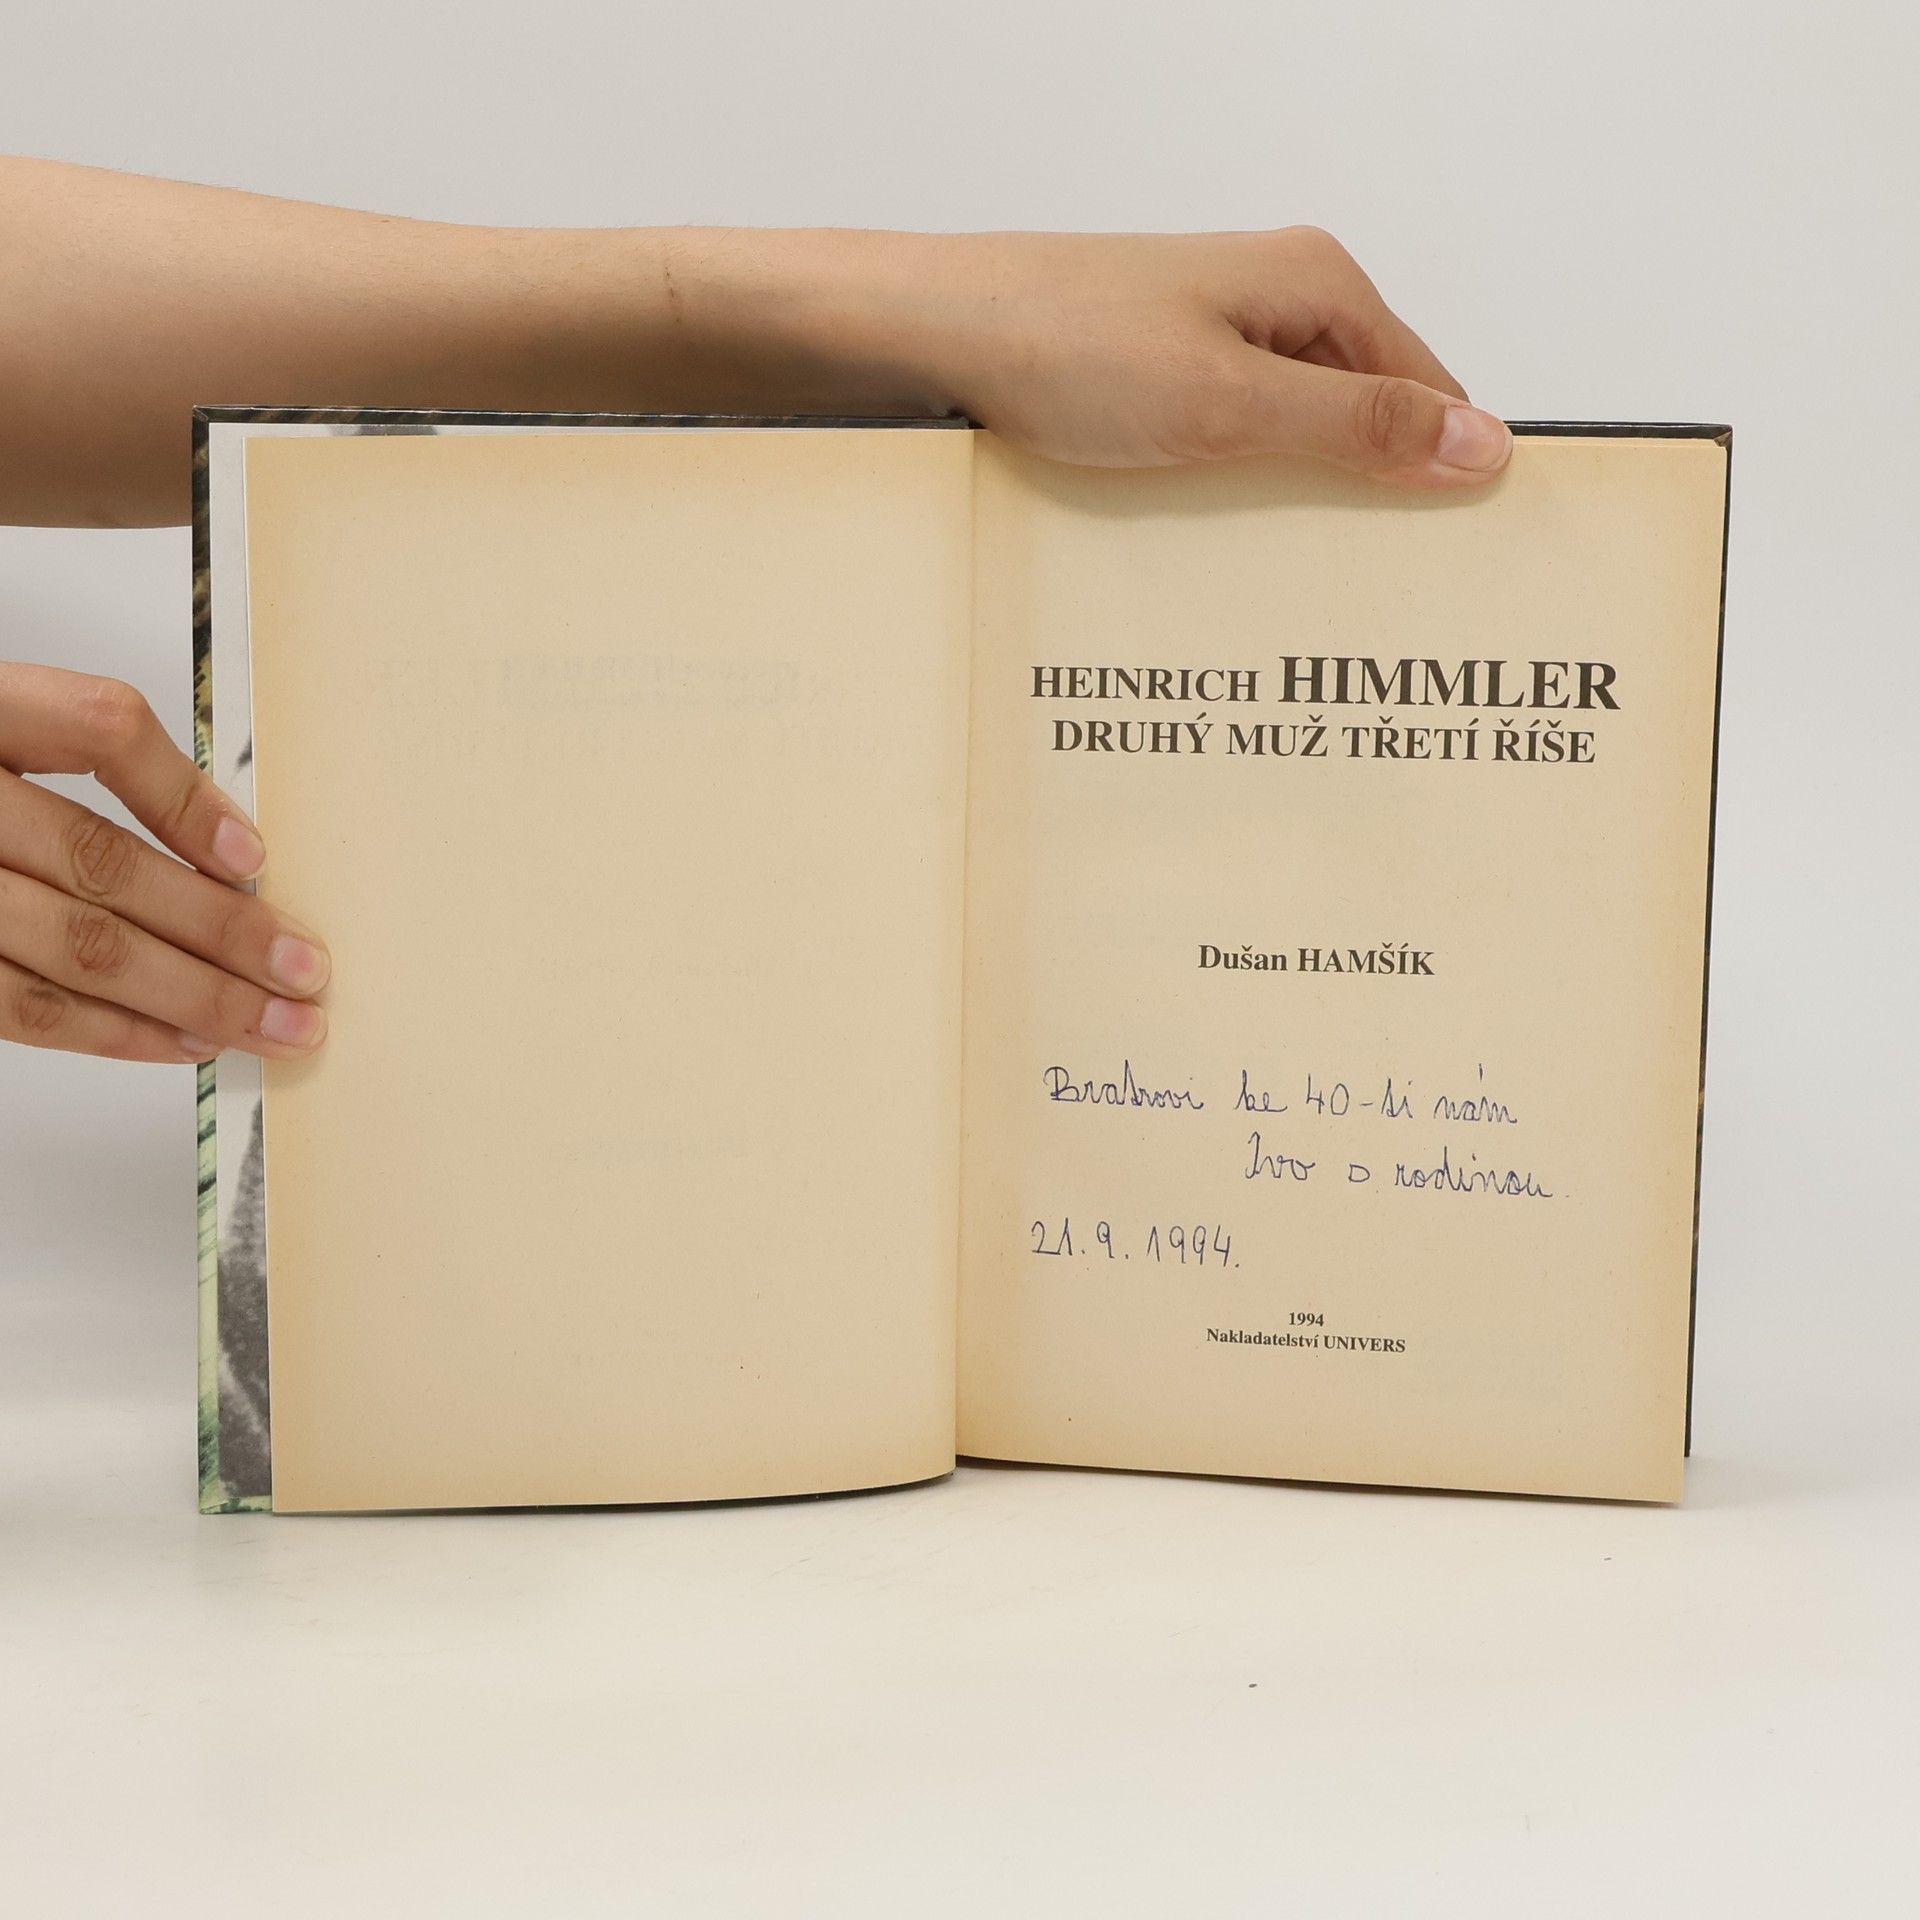 HEINRICH HIMMLER
DRUHÝ MUŽ TŘETÍ ŘÍŠE
Dušan HAMŠÍK
Bratrovi ke 40-ti nám
Ivo s rodinou.
21.9.1994.
1994
Nakladatelství UNIVERS